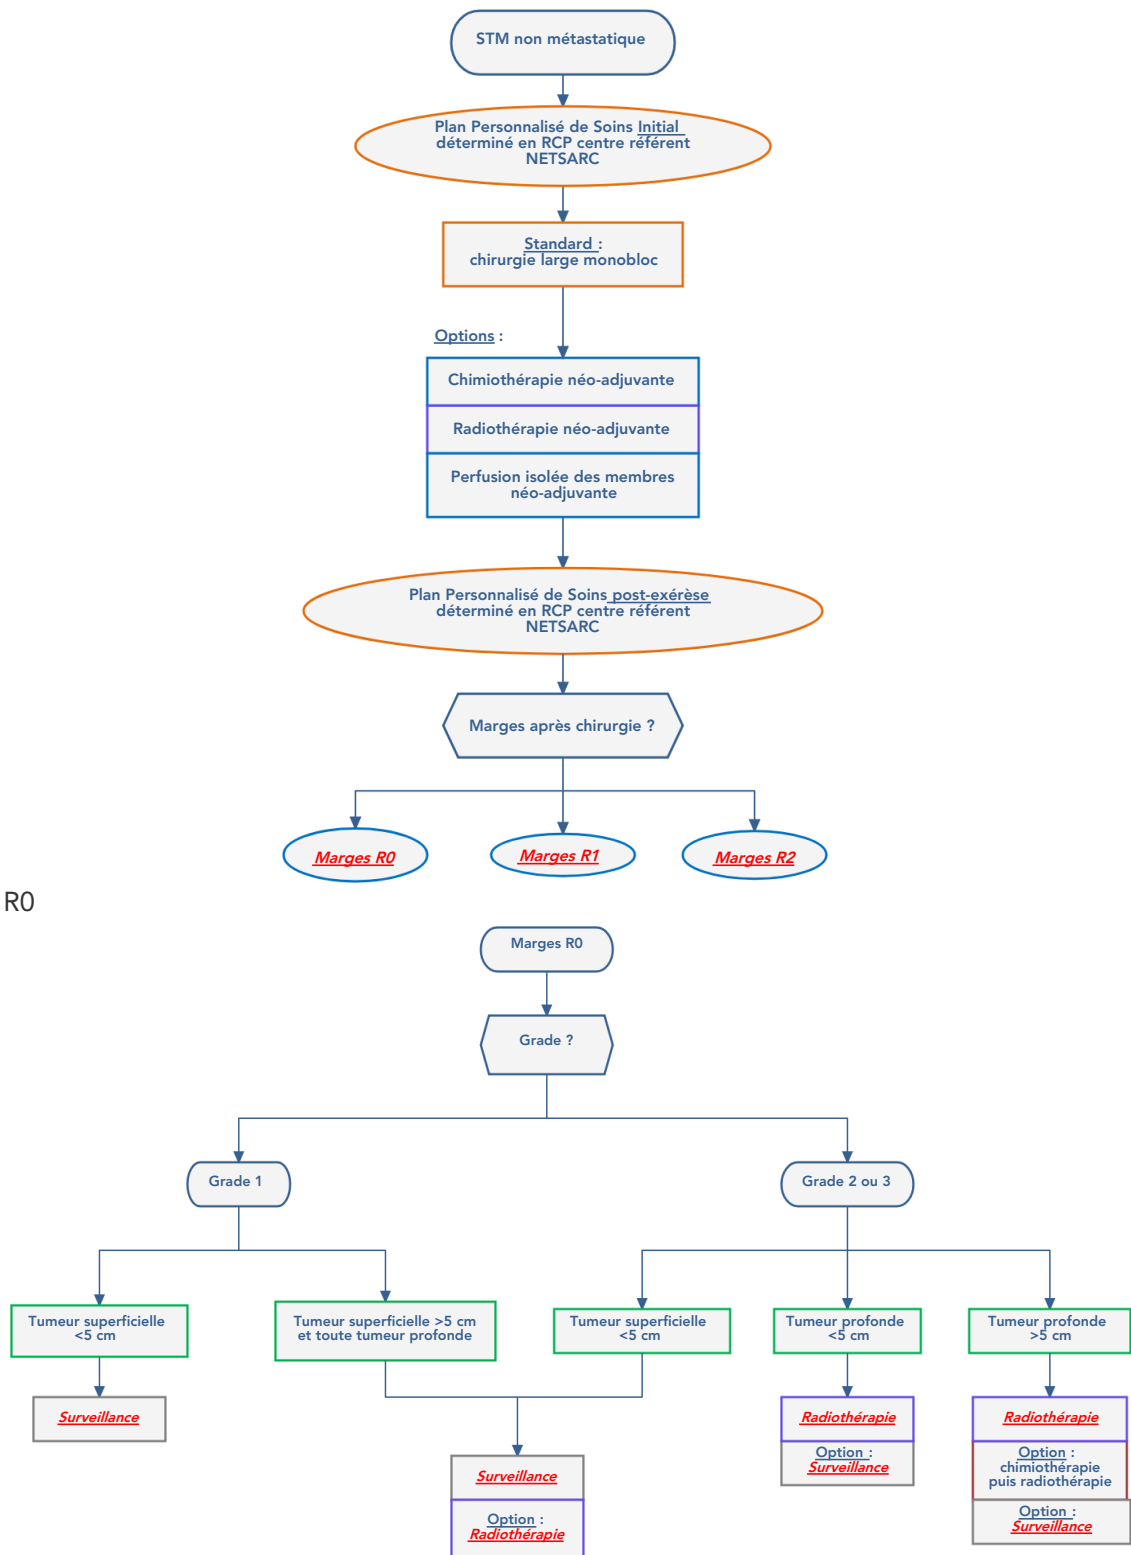 STM non métastatique
Plan Personnalisé de Soins Initial
déterminé en RCP centre référent
NETSARC
Standard :
chirurgie large monobloc
Options :
Chimiothérapie néo-adjuvante
Radiothérapie néo-adjuvante
Perfusion isolée des membres
néo-adjuvante
Plan Personnalisé de Soins post-exérèse
déterminé en RCP centre référent
NETSARC
Marges après chirurgie ?
Marges R0
Marges R1
Marges R2
R0
Marges R0
Grade ?
Grade 1
Grade 2 ou 3
Tumeur superficielle
<5 cm
Tumeur superficielle >5 cm
et toute tumeur profonde
Tumeur superficielle
<5 cm
Tumeur profonde
<5 cm
Tumeur profonde
>5 cm
Surveillance
Surveillance
Option :
Radiothérapie
Radiothérapie
Option :
Surveillance
Radiothérapie
Option :
chimiothérapie
puis radiothérapie
Option :
Surveillance